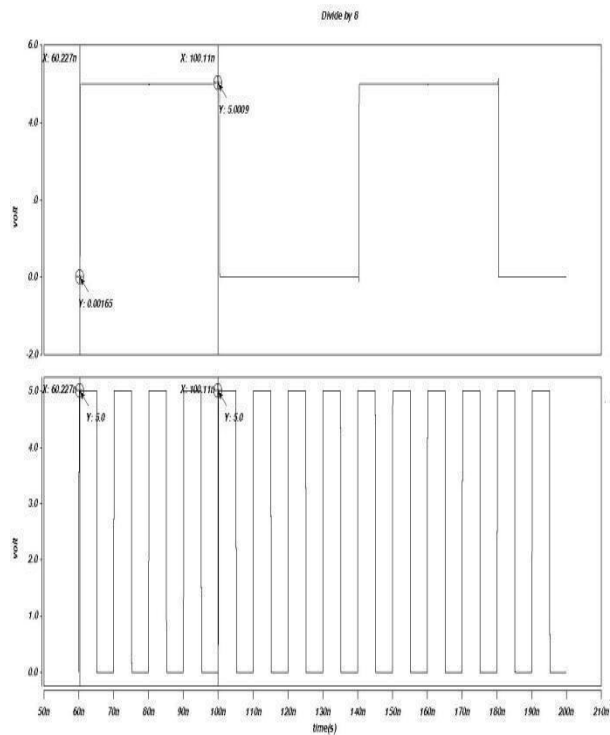 Divide by 8
6.0
X: 60.227n
X: 100.11n
Y: 5.0009
4.0
.0
volt
0.0
Y: 0.00165
-2.0
5.0
X: 60.227n
X: 100.11n
Y: 5.0
Y: 5.0
4.0
3.0
volt
2.0
1.0
0.0
50n 60n 70n 80n 90n 100n 110n 120n 130n 140n 150n 160n 170n 180n 190n 200n 210n
time(s)